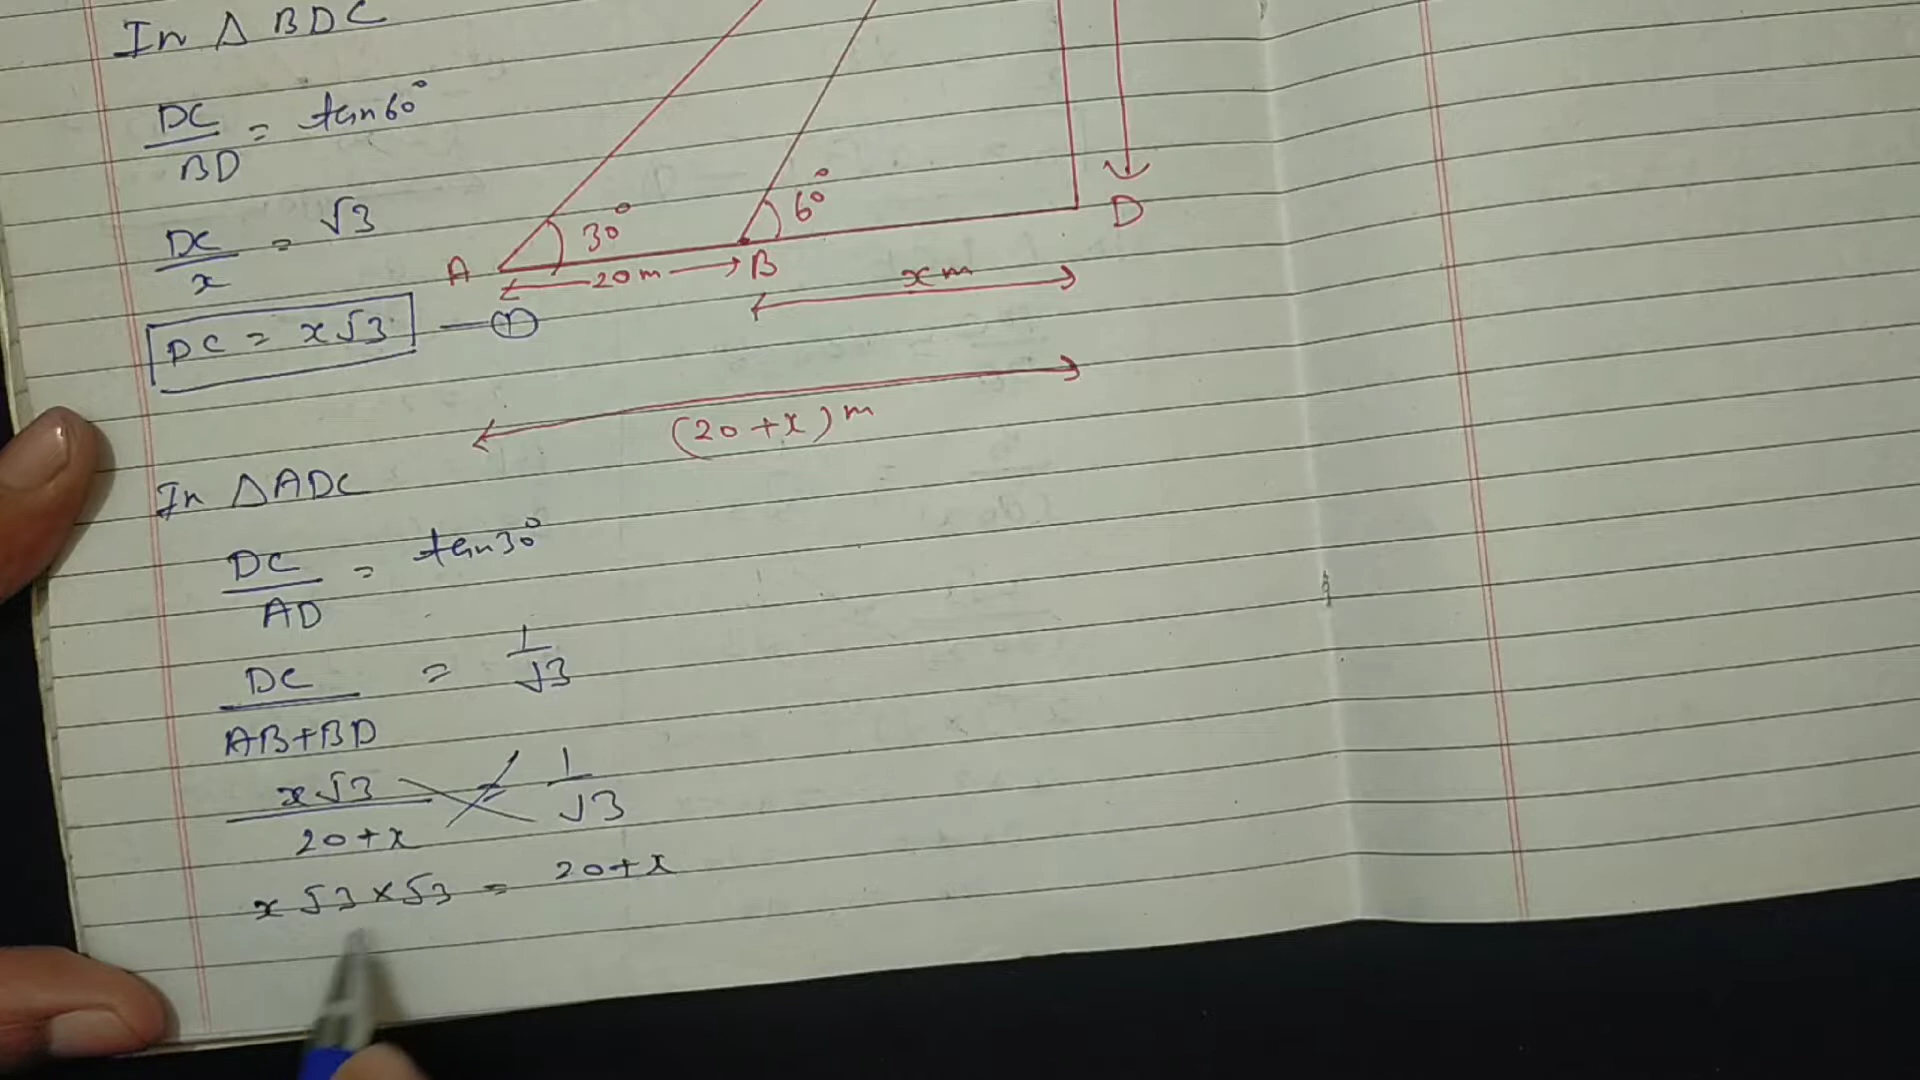 In △ BDC
DC/BD = tan60°
DC/x = √3
DC = x√3 — ①
30°
60°
A
20 m
B
D
x m
(20+x) m
In △ADC
DC/AD = tan30°
DC/AB+BD = 1/√3
x√3/20+x = 1/√3
x√3×√3 = 20+x